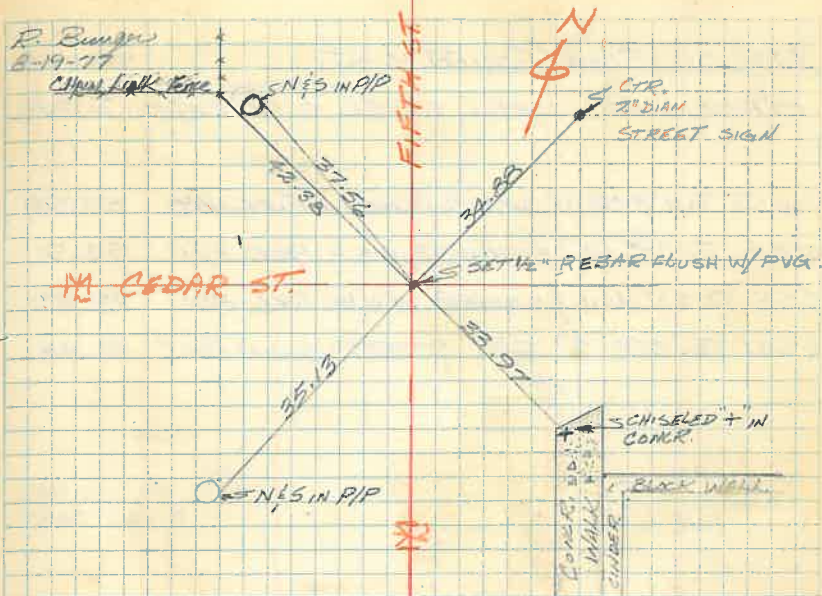 R. Bunger
8-19-77
Chain Link Fence
N&S IN P/P
FIFTH ST.
N
CTR.
2" DIAM
STREET SIGN
37.56
42.38
34.88
SET 1/2" REBAR FLUSH W/PVG.
CEDAR ST.
33.97
35.13
CHISELED "+" IN
CONCR.
N&S IN P/P
BLOCK WALL
CONCR.
WALK
CINDER